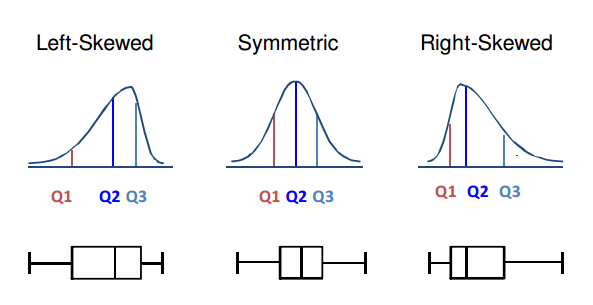 Left-Skewed Symmetric Right-Skewed
Q1 Q2 Q3 Q1 Q2 Q3 Q1 Q2 Q3